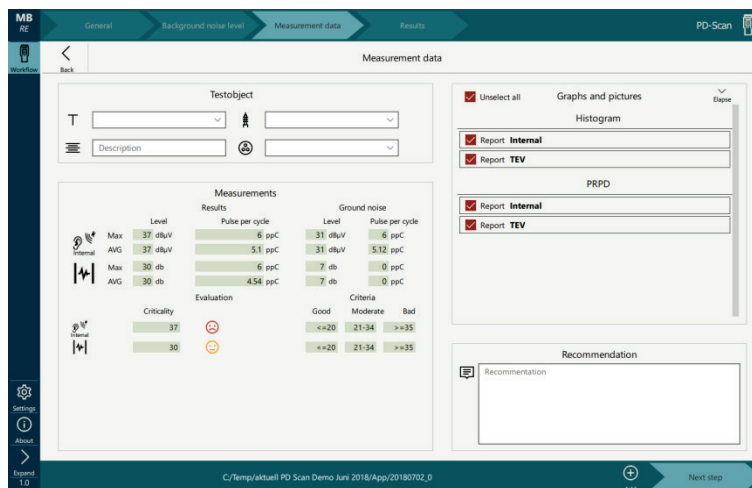 MB
RE
General
Background noise level
Measurement data
Results
PD-Scan
Workflow
Back
Measurement data
Testobject
T
Description
Unselect all
Graphs and pictures
Elapse
Histogram
Report Internal
Report TEV
PRPD
Report Internal
Report TEV
Measurements
Results Ground noise
Level Pulse per cycle Level Pulse per cycle
Internal
Max 37 dBµV 6 ppC 31 dBµV 6 ppC
AVG 37 dBµV 5.1 ppC 31 dBµV 5.12 ppC
Max 30 db 6 ppC 7 db 0 ppC
AVG 30 db 4.54 ppC 7 db 0 ppC
Evaluation Criteria
Criticality Good Moderate Bad
Internal
37 <=20 21-34 >=35
30 <=20 21-34 >=35
Recommendation
Recommentation
Settings
About
Expand
1.0
C:/Temp/aktuell PD Scan Demo Juni 2018/App/20180702_0
Next step